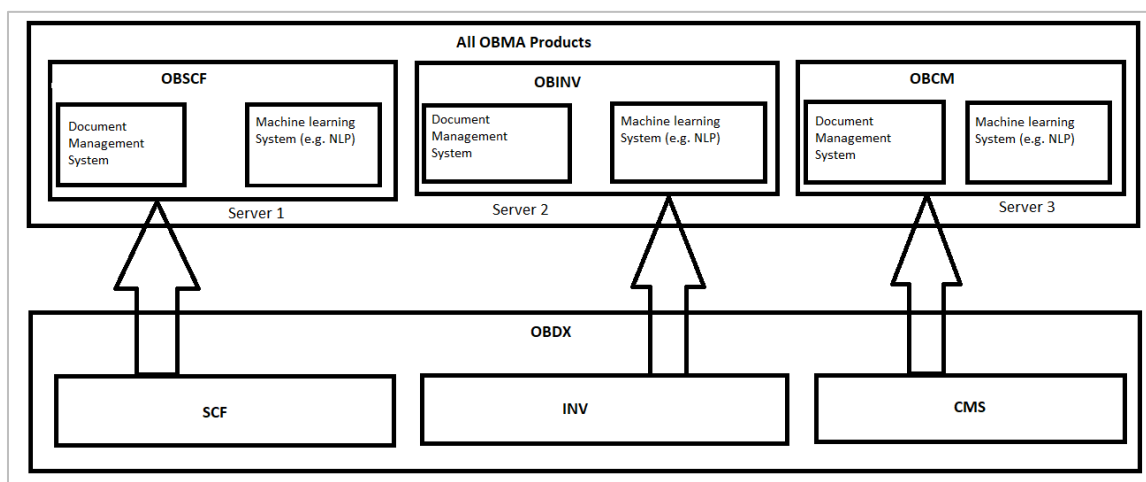 All OBMA Products
OBSCF
OBINV
OBCM
Document
Management
System
Machine learning
System (e.g. NLP)
Document
Management
System
Machine learning
System (e.g. NLP)
Document
Management
System
Machine learning
System (e.g. NLP)
Server 1
Server 2
Server 3
OBDX
SCF
INV
CMS